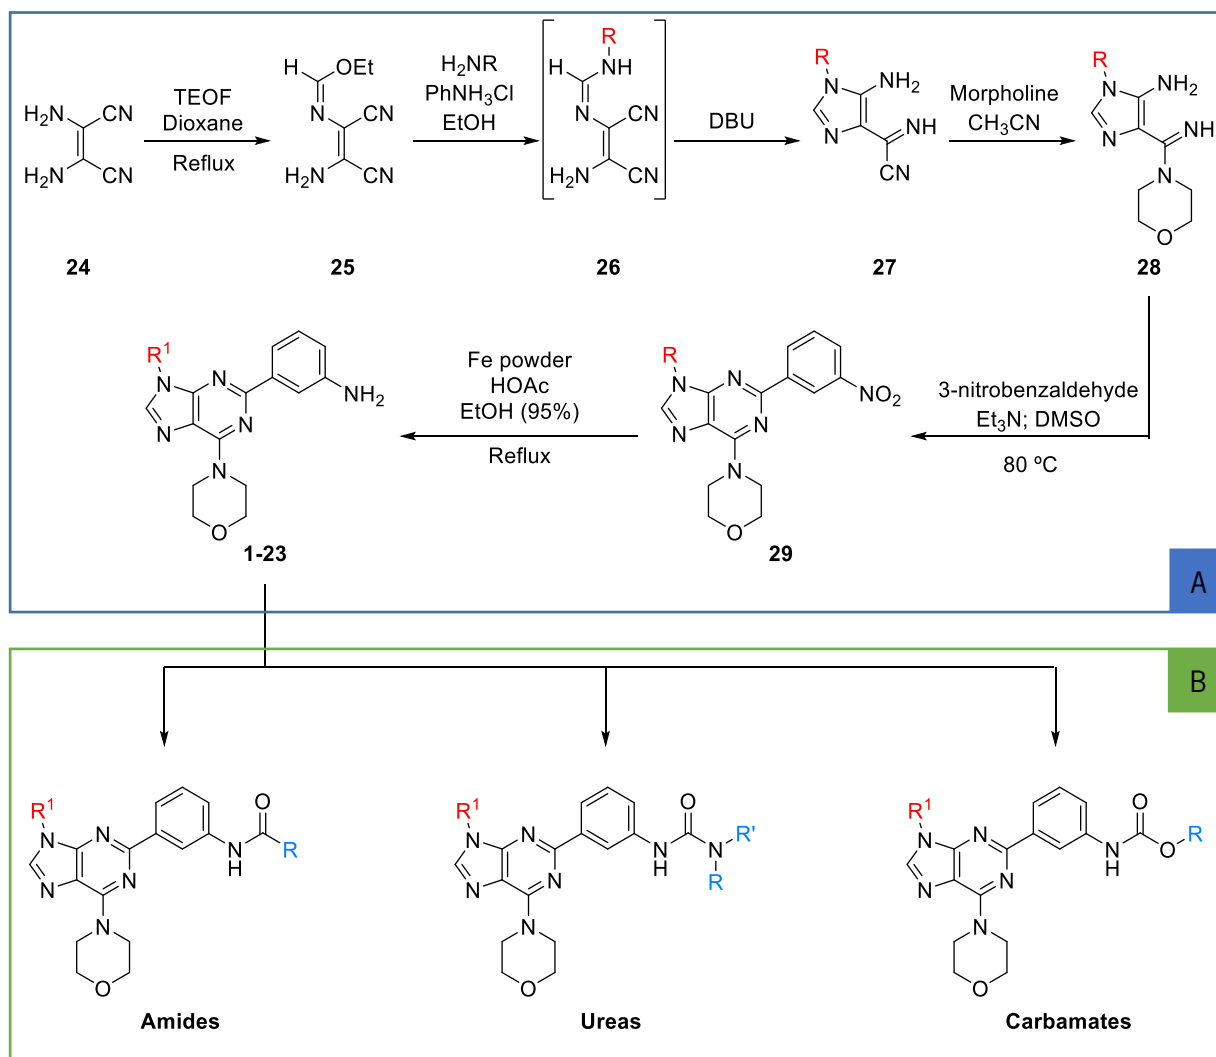 TEOF
Dioxane
Reflux
H2NR
PhNH3Cl
EtOH
DBU
Morpholine
CH3CN
H2N
H2N
CN
CN
H
OEt
N
CN
H2N
CN
R
H
NH
N
CN
H2N
CN
R
N
NH2
N
NH
CN
R
N
NH2
N
NH
N
O
24
25
26
27
28
R1
N
N
NH2
N
N
N
O
1-23
Fe powder
HOAc
EtOH (95%)
Reflux
R
N
N
NO2
N
N
N
O
29
3-nitrobenzaldehyde
Et3N; DMSO
80 ºC
A
B
R1
N
N
O
N
H
R
N
N
N
O
Amides
R1
N
N
O
N
H
N
R'
R
N
N
N
O
Ureas
R1
N
N
O
N
H
O
R
N
N
N
O
Carbamates